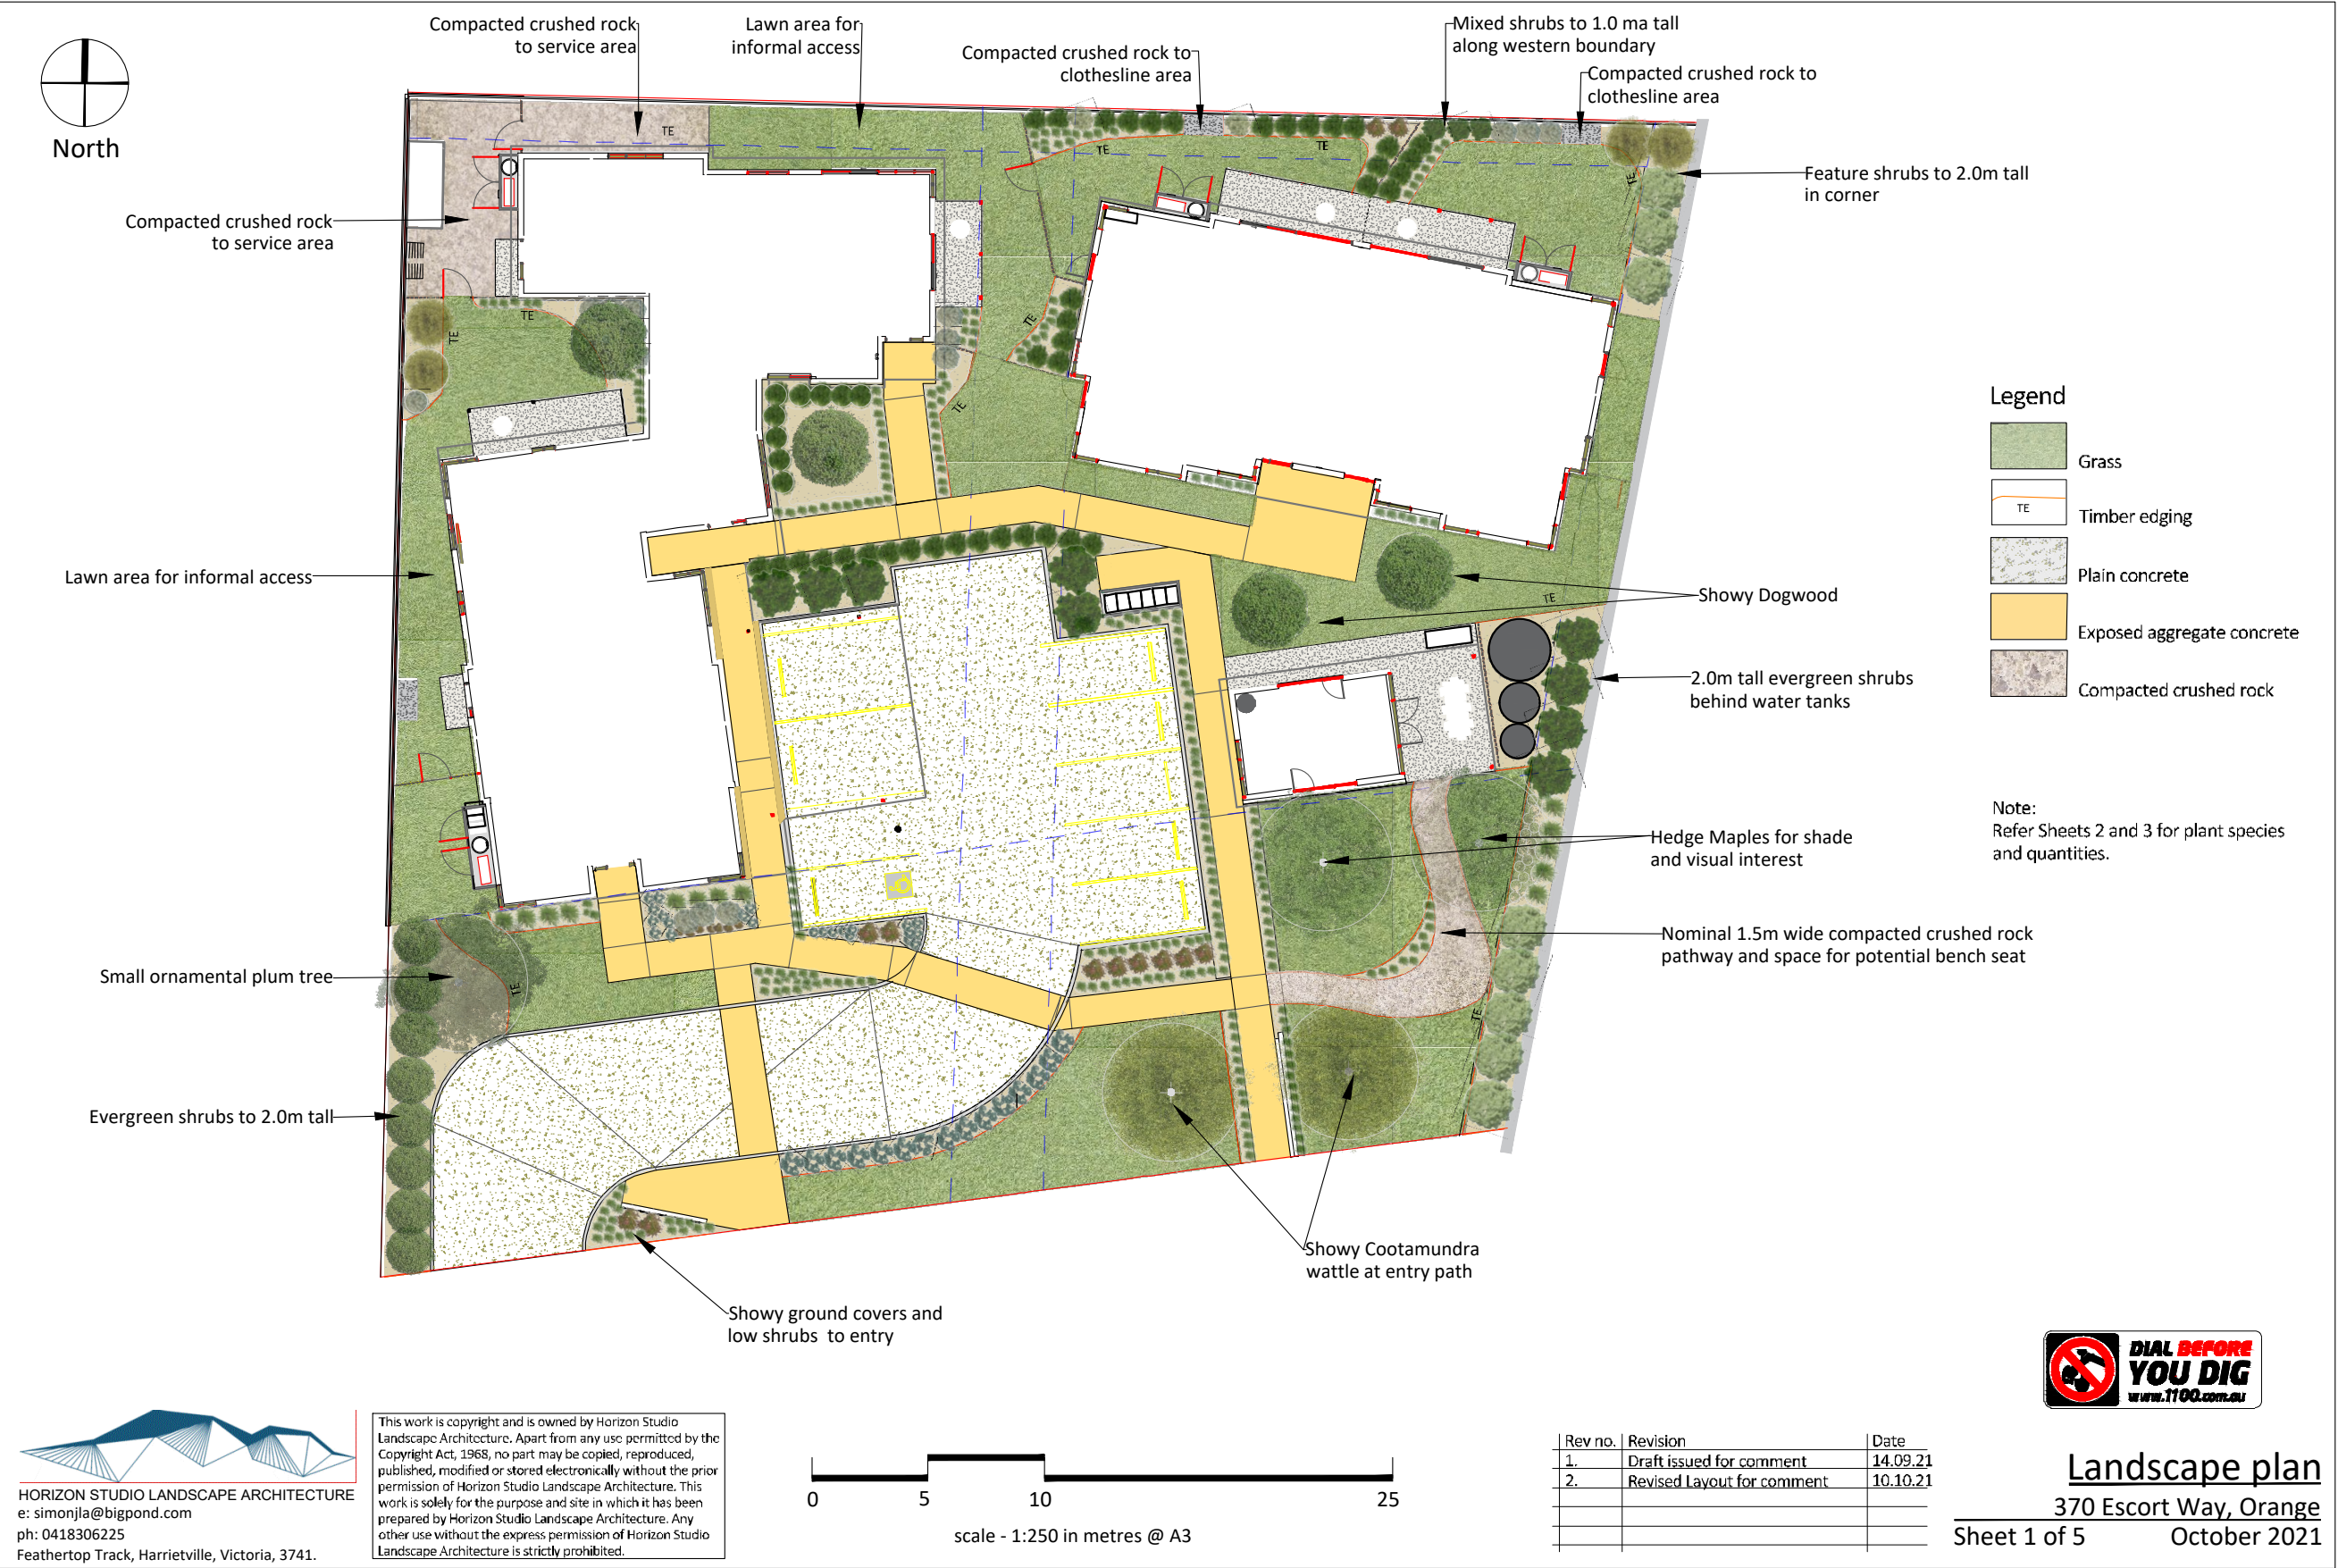 Compacted crushed rock
to service area
Lawn area for
informal access
Compacted crushed rock to
clothesline area
Mixed shrubs to 1.0 ma tall
along western boundary
Compacted crushed rock to
clothesline area
North
TE
TE
TE
TE
Feature shrubs to 2.0m tall
in corner
Compacted crushed rock
to service area
TE
TE
TE
TE
Legend
Grass
TE
Timber edging
Plain concrete
Exposed aggregate concrete
Compacted crushed rock
Lawn area for informal access
TE
Showy Dogwood
2.0m tall evergreen shrubs
behind water tanks
Note:
Refer Sheets 2 and 3 for plant species
and quantities.
Hedge Maples for shade
and visual interest
Nominal 1.5m wide compacted crushed rock
pathway and space for potential bench seat
Small ornamental plum tree
TE
TE
Evergreen shrubs to 2.0m tall
Showy Cootamundra
wattle at entry path
Showy ground covers and
low shrubs  to entry
DIAL BEFORE
YOU DIG
www.1100.com.au
HORIZON STUDIO LANDSCAPE ARCHITECTURE
e: simonjla@bigpond.com
ph: 0418306225
Feathertop Track, Harrietville, Victoria, 3741.
This work is copyright and is owned by Horizon Studio
Landscape Architecture. Apart from any use permitted by the
Copyright Act, 1968, no part may be copied, reproduced,
published, modified or stored electronically without the prior
permission of Horizon Studio Landscape Architecture. This
work is solely for the purpose and site in which it has been
prepared by Horizon Studio Landscape Architecture. Any
other use without the express permission of Horizon Studio
Landscape Architecture is strictly prohibited.
0 5 10 25
scale - 1:250 in metres @ A3
Rev no. Revision Date
1. Draft issued for comment 14.09.21
2. Revised Layout for comment 10.10.21
Landscape plan
370 Escort Way, Orange
Sheet 1 of 5 October 2021